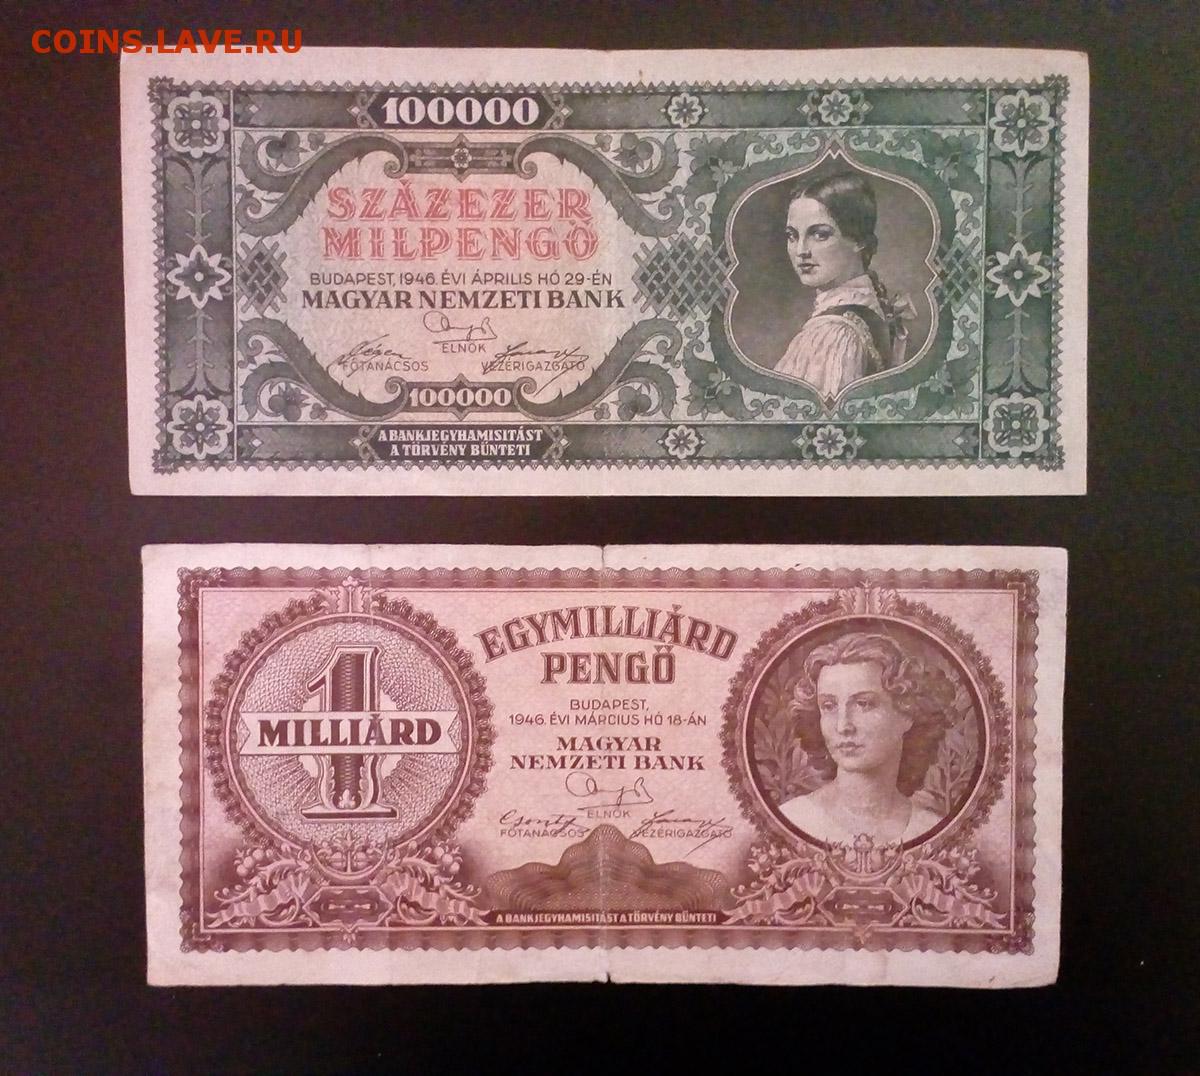 COINS.LAVE.RU
100000
SZÁZEZER
MILPENGŐ
BUDAPEST, 1946. ÉVI ÁPRILIS HÓ 29-ÉN
MAGYAR NEMZETI BANK
ELNÖK
FŐTANÁCSOS VEZÉRIGAZGATÓ
100000
A BANKJEGYHAMISITÁST
A TÖRVÉNY BÜNTETI
EGYMILLIÁRD
PENGŐ
1
MILLIÁRD
BUDAPEST,
1946. ÉVI MÁRCIUS HÓ 18-ÁN
MAGYAR
NEMZETI BANK
ELNÖK
FŐTANÁCSOS VEZÉRIGAZGATÓ
A BANKJEGYHAMISITÁST A TÖRVÉNY BÜNTETI